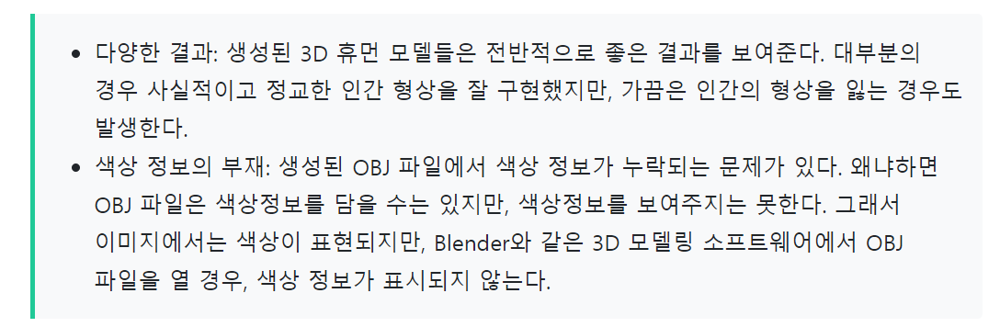 • 다양한 결과: 생성된 3D 휴먼 모델들은 전반적으로 좋은 결과를 보여준다. 대부분의
경우 사실적이고 정교한 인간 형상을 잘 구현했지만, 가끔은 인간의 형상을 잃는 경우도
발생한다.
• 색상 정보의 부재: 생성된 OBJ 파일에서 색상 정보가 누락되는 문제가 있다. 왜냐하면
OBJ 파일은 색상정보를 담을 수는 있지만, 색상정보를 보여주지는 못한다. 그래서
이미지에서는 색상이 표현되지만, Blender와 같은 3D 모델링 소프트웨어에서 OBJ
파일을 열 경우, 색상 정보가 표시되지 않는다.